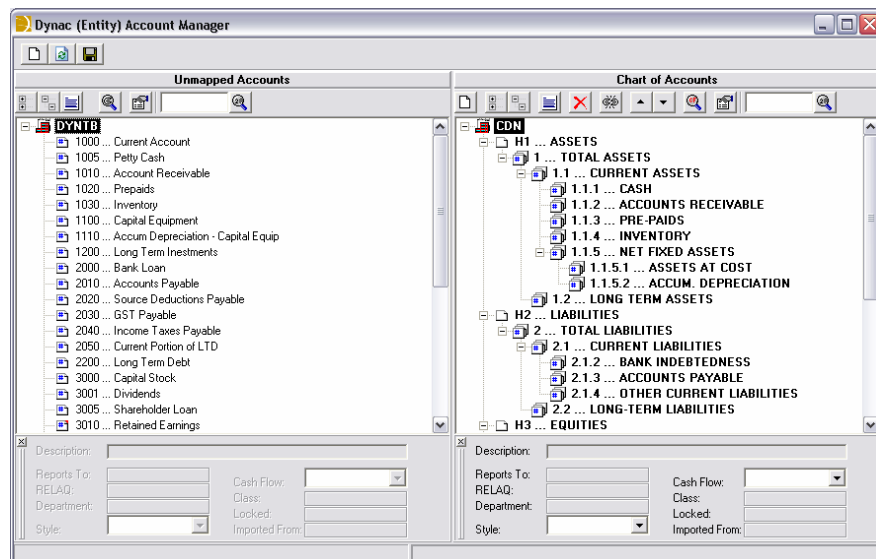 Dynac (Entity) Account Manager
Unmapped Accounts
DYNTB
1000 ... Current Account
1005 ... Petty Cash
1010 ... Account Receivable
1020 ... Prepaids
1030 ... Inventory
1100 ... Capital Equipment
1110 ... Accum Depreciation - Capital Equip
1200 ... Long Term Inestments
2000 ... Bank Loan
2010 ... Accounts Payable
2020 ... Source Deductions Payable
2030 ... GST Payable
2040 ... Income Taxes Payable
2050 ... Current Portion of LTD
2200 ... Long Term Debt
3000 ... Capital Stock
3001 ... Dividends
3005 ... Shareholder Loan
3010 ... Retained Earnings
Description:
Reports To:
RELAQ:
Department:
Style:
Cash Flow:
Class:
Locked:
Imported From:
Chart of Accounts
CDN
H1 ... ASSETS
1 ... TOTAL ASSETS
1.1 ... CURRENT ASSETS
1.1.1 ... CASH
1.1.2 ... ACCOUNTS RECEIVABLE
1.1.3 ... PRE-PAIDS
1.1.4 ... INVENTORY
1.1.5 ... NET FIXED ASSETS
1.1.5.1 ... ASSETS AT COST
1.1.5.2 ... ACCUM. DEPRECIATION
1.2 ... LONG TERM ASSETS
H2 ... LIABILITIES
2 ... TOTAL LIABILITIES
2.1 ... CURRENT LIABILITIES
2.1.2 ... BANK INDEBTEDNESS
2.1.3 ... ACCOUNTS PAYABLE
2.1.4 ... OTHER CURRENT LIABILITIES
2.2 ... LONG-TERM LIABILITIES
H3 ... EQUITIES
Description:
Reports To:
RELAQ:
Department:
Style:
Cash Flow:
Class:
Locked:
Imported From: